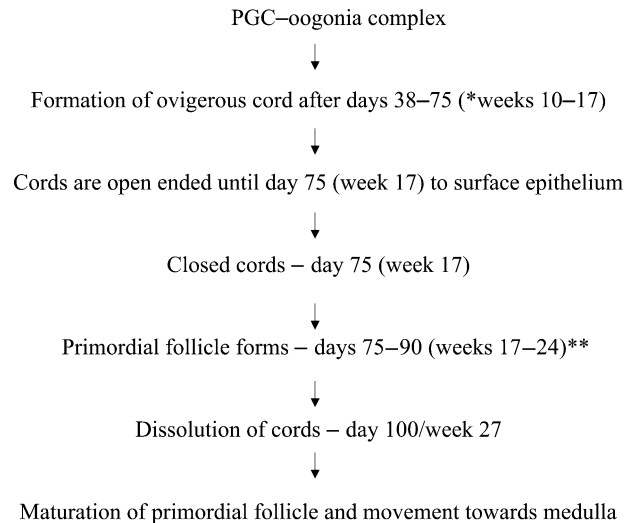 PGC–oogonia complex
Formation of ovigerous cord after days 38–75 (*weeks 10–17)
Cords are open ended until day 75 (week 17) to surface epithelium
Closed cords – day 75 (week 17)
Primordial follicle forms – days 75–90 (weeks 17–24)**
Dissolution of cords – day 100/week 27
Maturation of primordial follicle and movement towards medulla